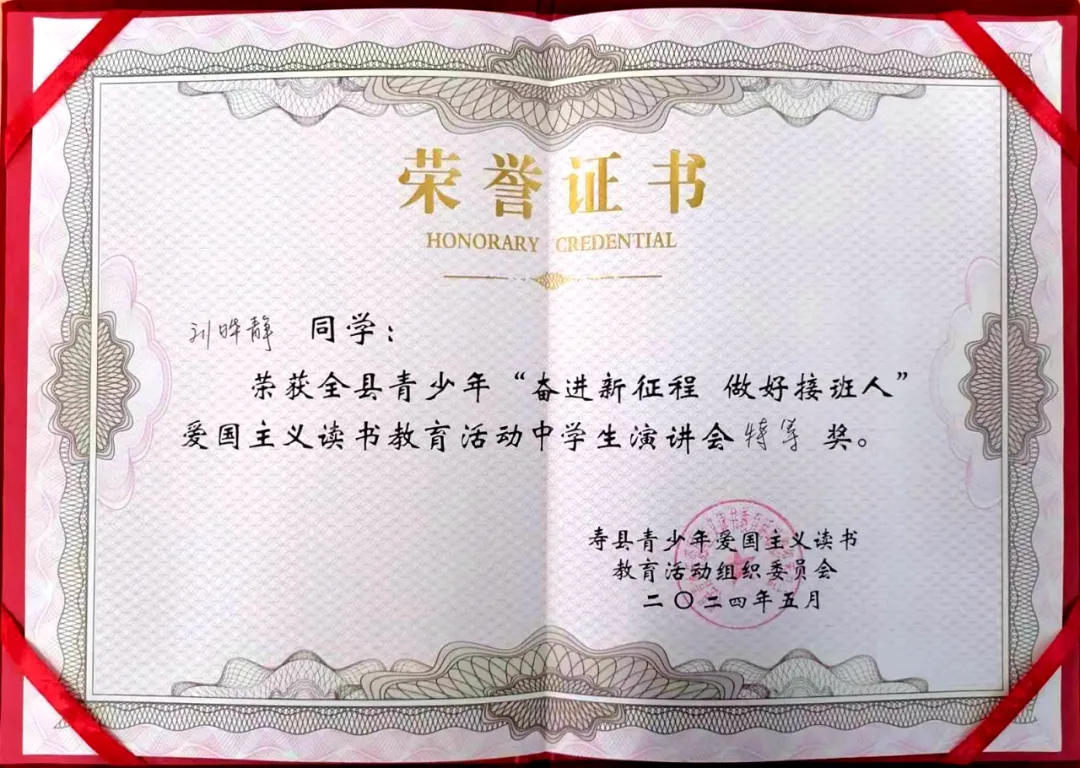 荣誉证书
HONORARY CREDENTIAL
刘晔静 同学：
荣获全县青少年“奋进新征程 做好接班人”
爱国主义读书教育活动中学生演讲会特等奖。
寿县青少年爱国主义读书
教育活动组织委员会
二〇二四年五月